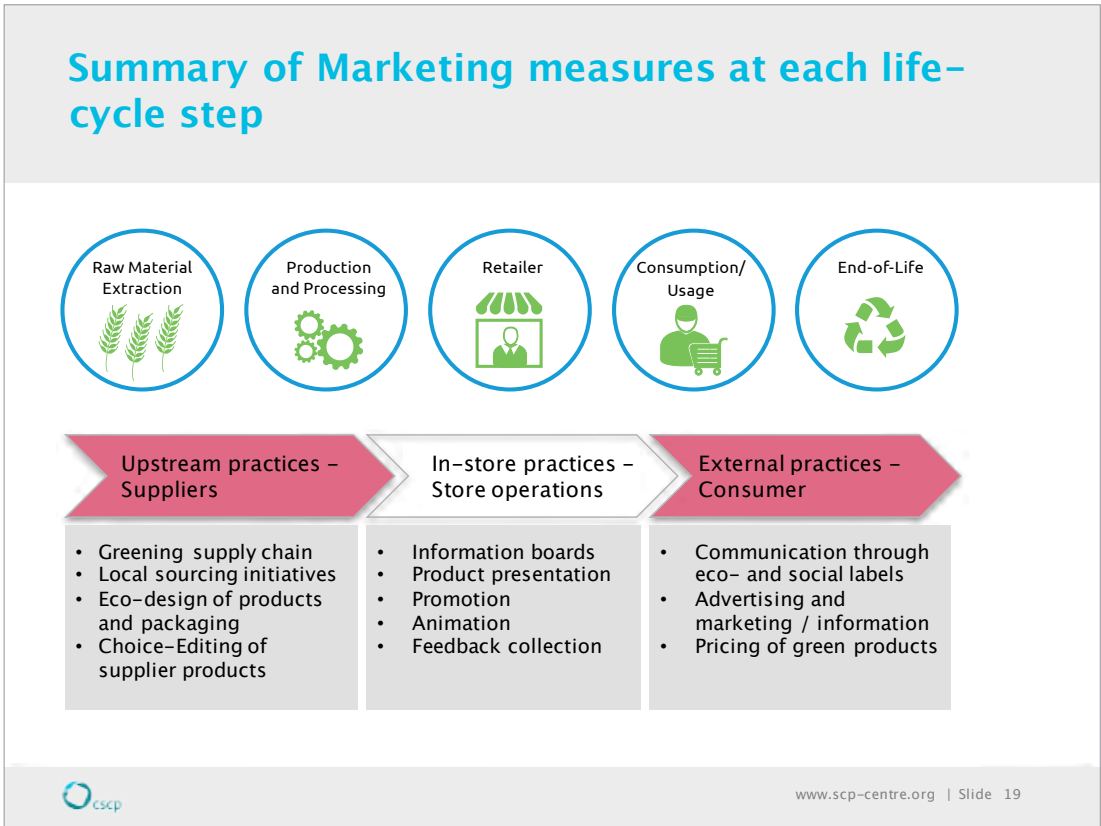 Summary of Marketing measures at each life-
cycle step
Raw Material
Extraction
Production
and Processing
Retailer
Consumption/
Usage
End-of-Life
Upstream practices –
Suppliers
In-store practices –
Store operations
External practices –
Consumer
• Greening supply chain
• Local sourcing initiatives
• Eco-design of products
and packaging
• Choice-Editing of
supplier products
• Information boards
• Product presentation
• Promotion
• Animation
• Feedback collection
• Communication through
eco- and social labels
• Advertising and
marketing / information
• Pricing of green products
cscp
www.scp-centre.org | Slide 19